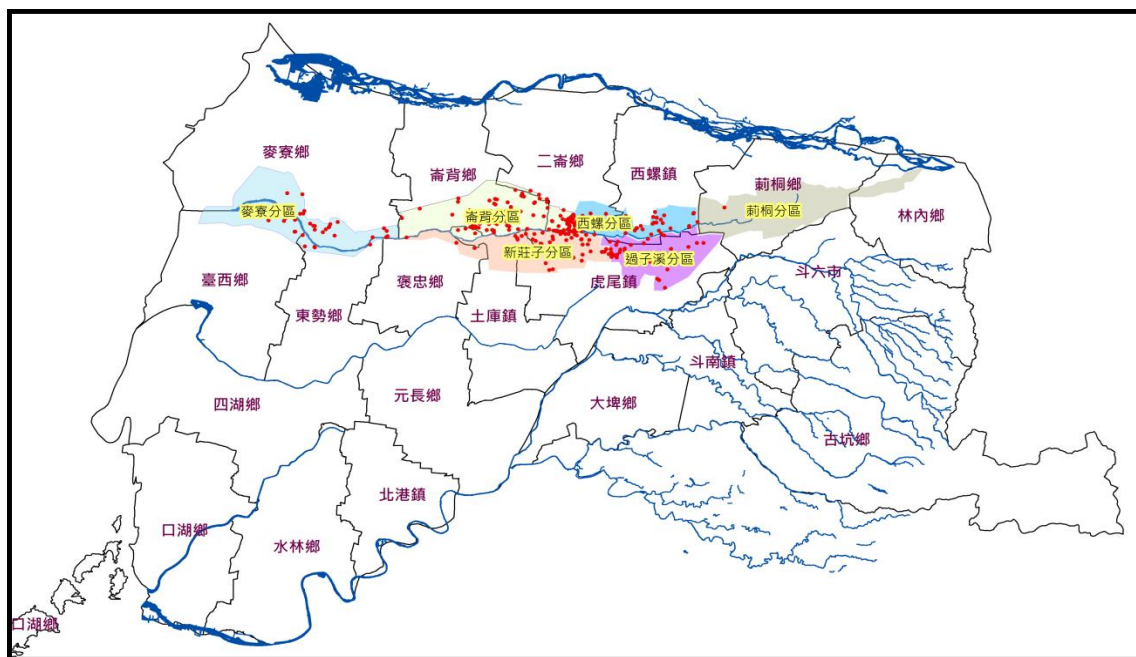 麥寮鄉
崙背鄉
二崙鄉
西螺鎮
莿桐鄉
林內鄉
麥寮分區
崙背分區
西螺分區
莿桐分區
新莊子分區
過子溪分區
臺西鄉
東勢鄉
褒忠鄉
土庫鎮
虎尾鎮
斗六市
四湖鄉
元長鄉
大埤鄉
斗南鎮
古坑鄉
北港鎮
口湖鄉
水林鄉
口湖鄉